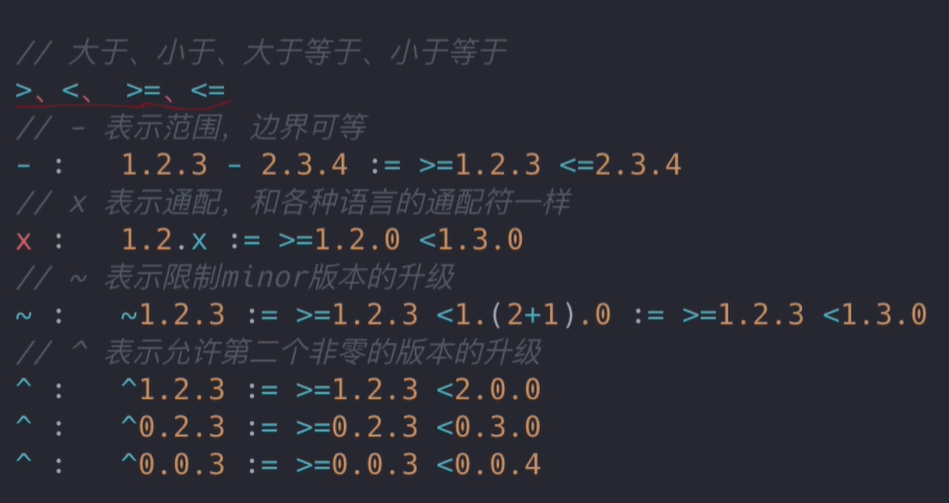 // 大于、小于、大于等于、小于等于
>、<、 >=、<=
// - 表示范围，边界可等
- :   1.2.3 - 2.3.4 := >=1.2.3 <=2.3.4
// x 表示通配，和各种语言的通配符一样
x :   1.2.x := >=1.2.0 <1.3.0
// ~ 表示限制minor版本的升级
~ :   ~1.2.3 := >=1.2.3 <1.(2+1).0 := >=1.2.3 <1.3.0
// ^ 表示允许第二个非零的版本的升级
^ :   ^1.2.3 := >=1.2.3 <2.0.0
^ :   ^0.2.3 := >=0.2.3 <0.3.0
^ :   ^0.0.3 := >=0.0.3 <0.0.4